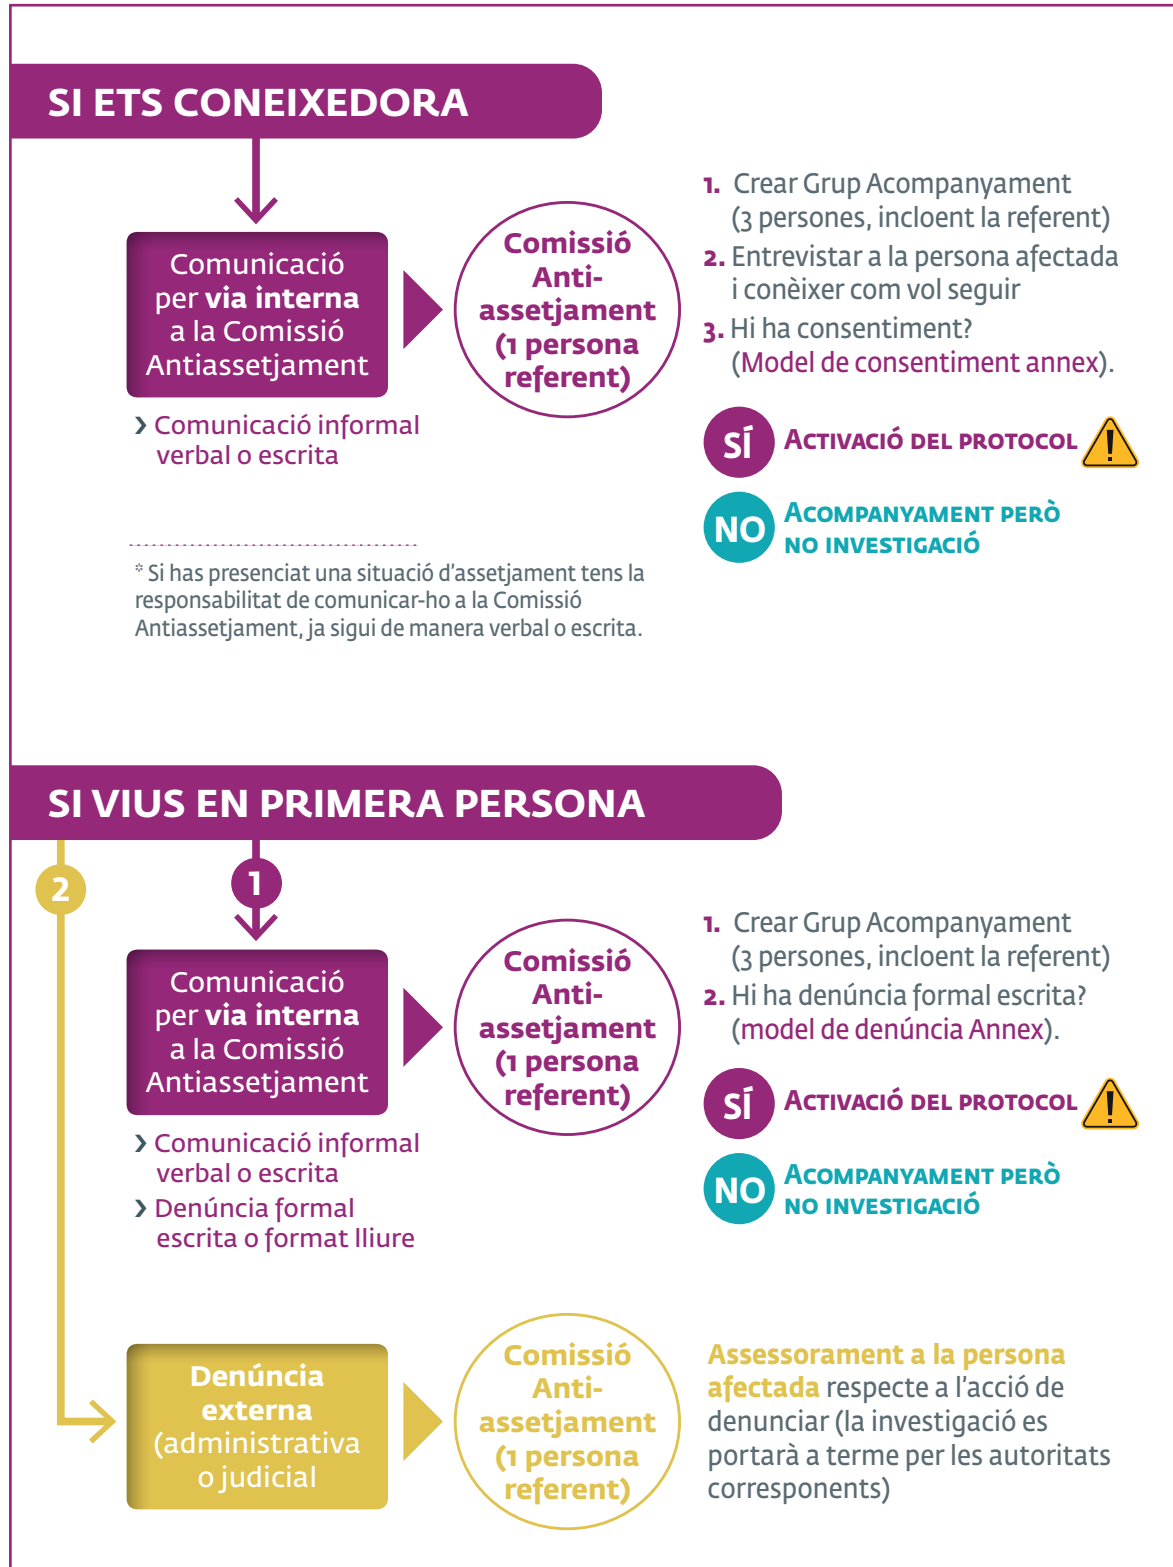 SI ETS CONEIXEDORA
Comunicació
per via interna
a la Comissió
Antiassetjament
› Comunicació informal
verbal o escrita
Comissió
Anti-
assetjament
(1 persona
referent)
1. Crear Grup Acompanyament
(3 persones, incloent la referent)
2. Entrevistar a la persona afectada
i conèixer com vol seguir
3. Hi ha consentiment?
(Model de consentiment annex).
SÍ ACTIVACIÓ DEL PROTOCOL
NO ACOMPANYAMENT PERÒ
NO INVESTIGACIÓ
* Si has presenciat una situació d'assetjament tens la
responsabilitat de comunicar-ho a la Comissió
Antiassetjament, ja sigui de manera verbal o escrita.
SI VIUS EN PRIMERA PERSONA
2
1
Comunicació
per via interna
a la Comissió
Antiassetjament
› Comunicació informal
verbal o escrita
› Denúncia formal
escrita o format lliure
Comissió
Anti-
assetjament
(1 persona
referent)
1. Crear Grup Acompanyament
(3 persones, incloent la referent)
2. Hi ha denúncia formal escrita?
(model de denúncia Annex).
SÍ ACTIVACIÓ DEL PROTOCOL
NO ACOMPANYAMENT PERÒ
NO INVESTIGACIÓ
Denúncia
externa
(administrativa
o judicial
Comissió
Anti-
assetjament
(1 persona
referent)
Assessorament a la persona
afectada respecte a l'acció de
denunciar (la investigació es
portarà a terme per les autoritats
corresponents)